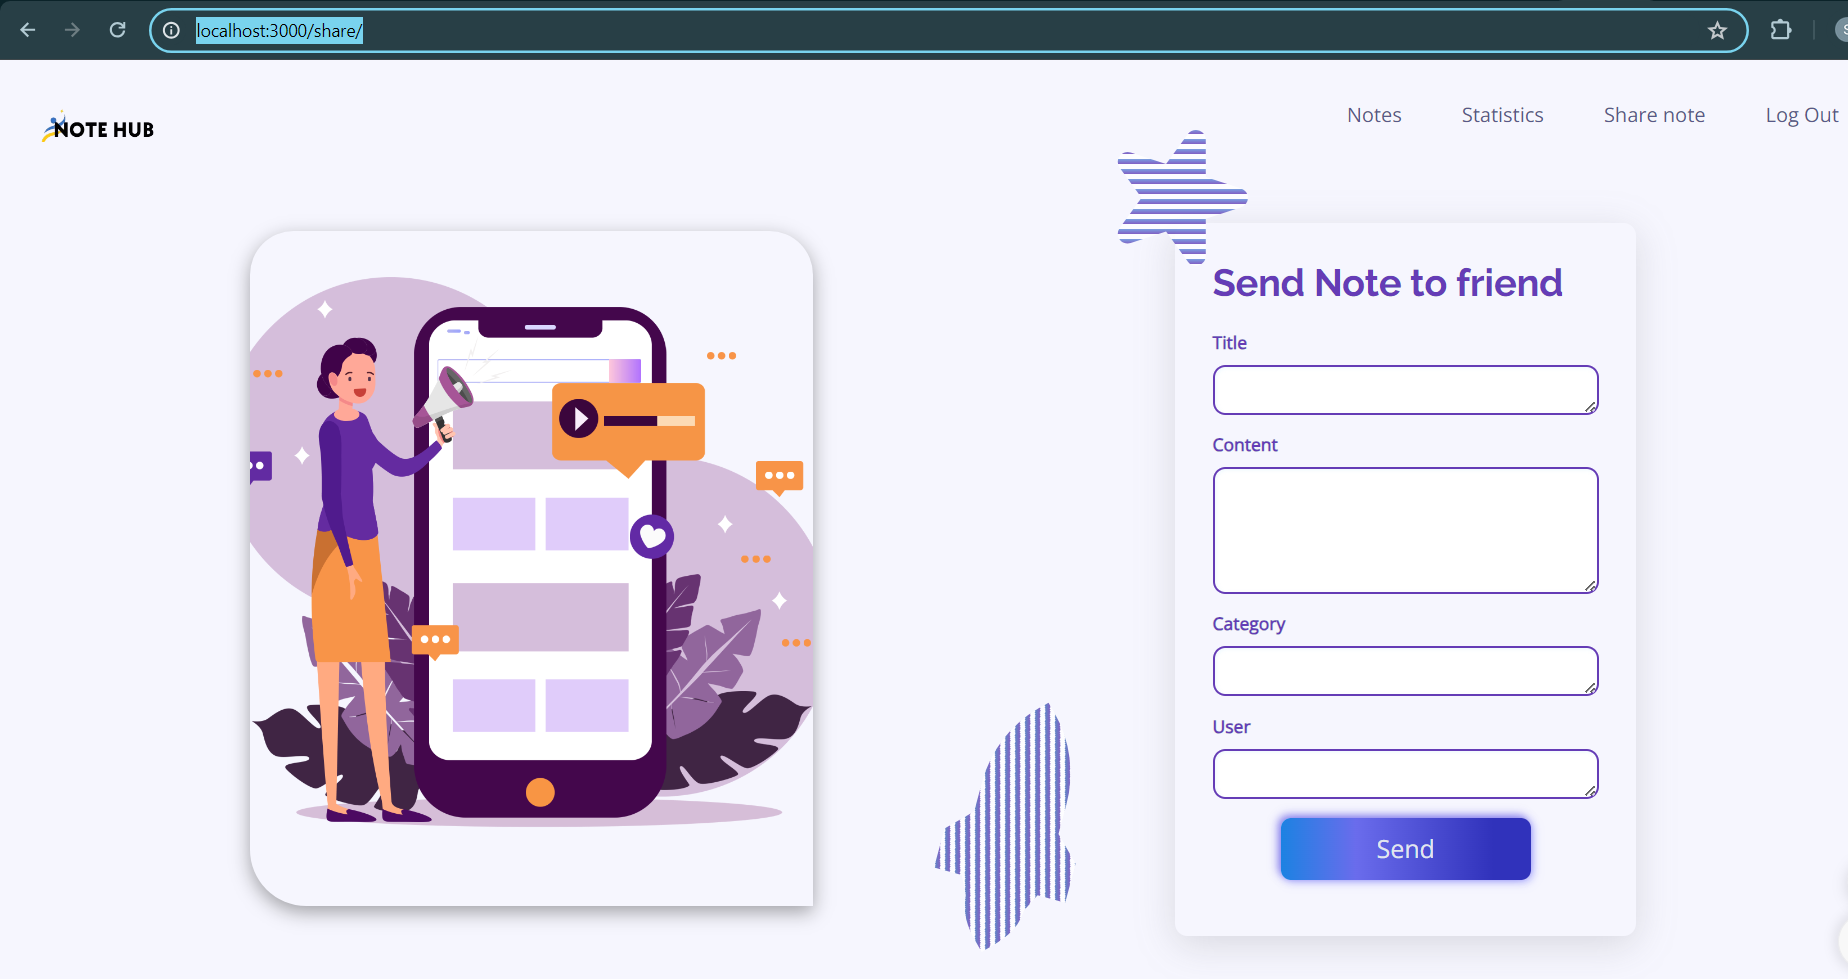 localhost:3000/share/
NOTE HUB
Notes Statistics Share note Log Out
Send Note to friend
Title
Content
Category
User
Send